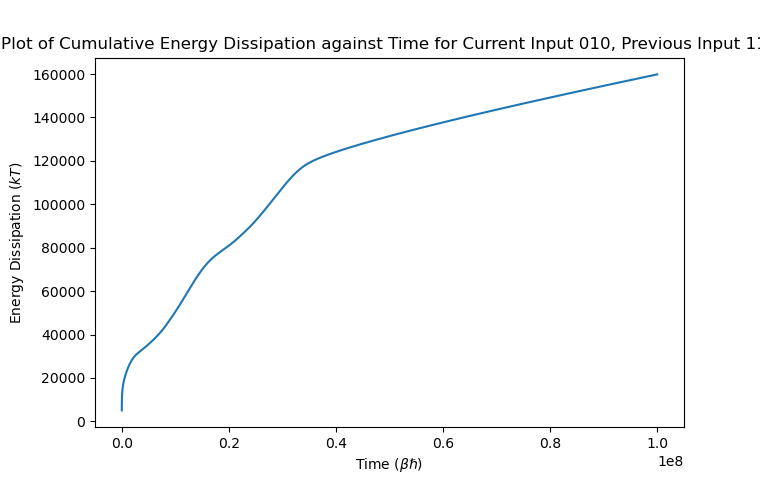 Plot of Cumulative Energy Dissipation against Time for Current Input 010, Previous Input 11
160000
140000
120000
100000
80000
60000
40000
20000
0
Energy Dissipation (kT)
0.0 0.2 0.4 0.6 0.8 1.0
1e8
Time (βℏ)